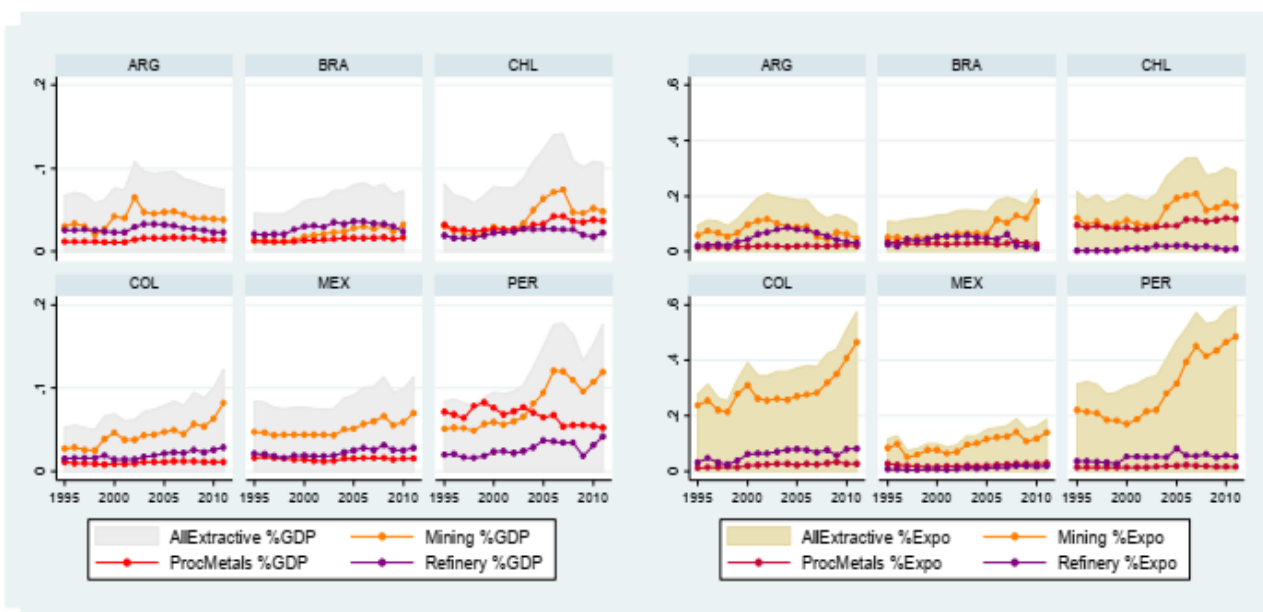 ARG BRA CHL
.2
.1
0
COL MEX PER
.2
.1
0
1995 2000 2005 2010 1995 2000 2005 2010 1995 2000 2005 2010
AllExtractive %GDP Mining %GDP
ProcMetals %GDP Refinery %GDP
ARG BRA CHL
.6
.4
.2
0
COL MEX PER
.6
.4
.2
0
1995 2000 2005 2010 1995 2000 2005 2010 1995 2000 2005 2010
AllExtractive %Expo Mining %Expo
ProcMetals %Expo Refinery %Expo